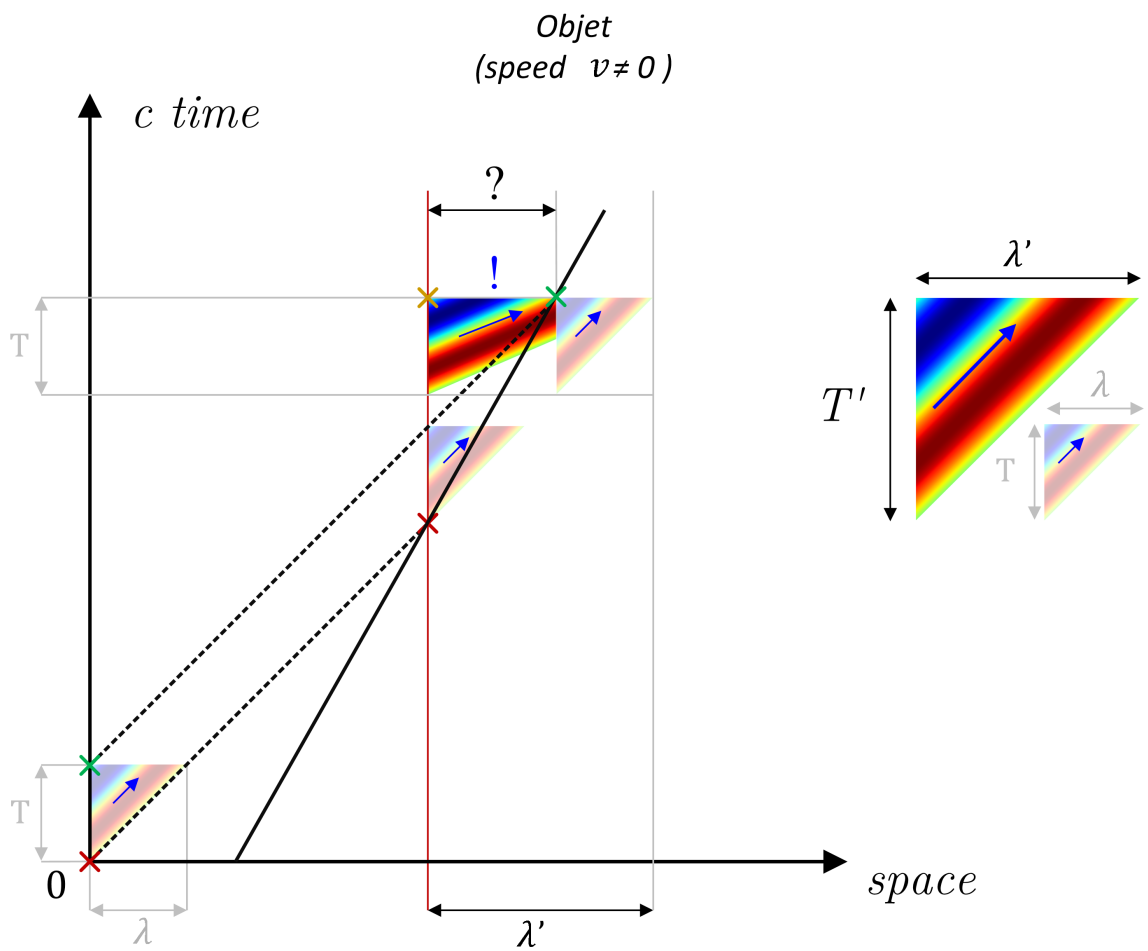 Objet
(speed v ≠ 0 )
c time
?
!
λ'
T
T'
λ
T
T
0
space
λ
λ'